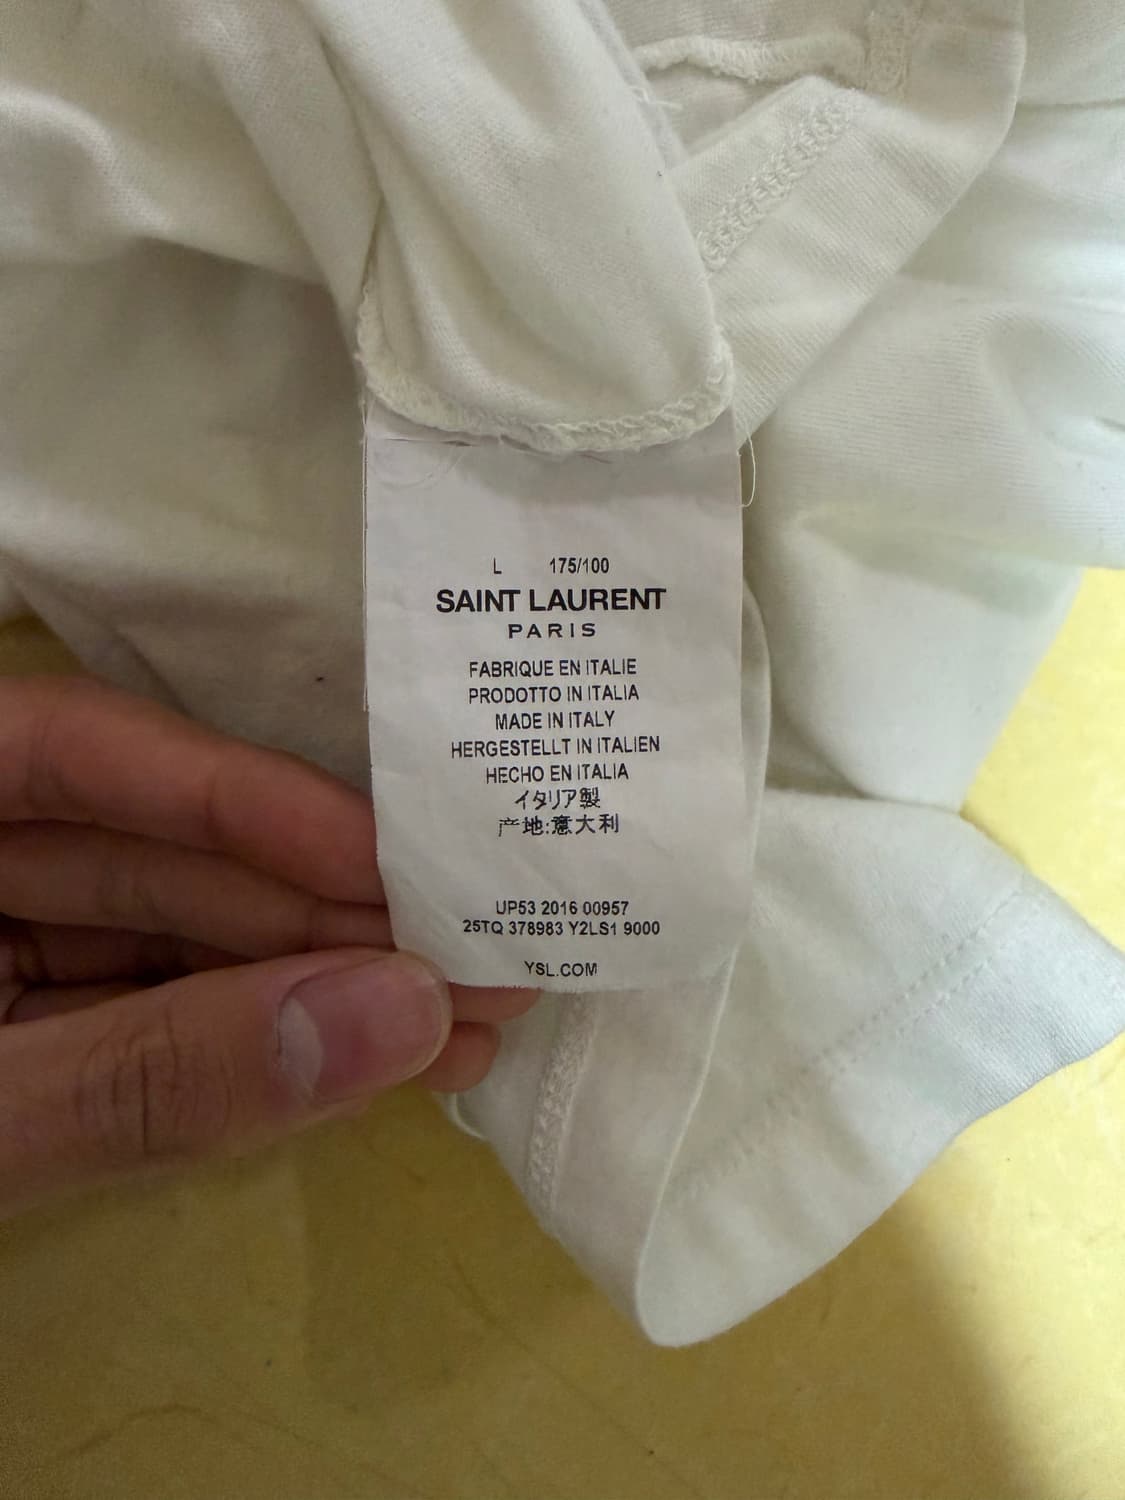 L 175/100
SAINT LAURENT
PARIS
FABRIQUE EN ITALIE
PRODOTTO IN ITALIA
MADE IN ITALY
HERGESTELLT IN ITALIEN
HECHO EN ITALIA
イタリア製
产地:意大利
UP53 2016 00957
25TQ 378983 Y2LS1 9000
YSL.COM